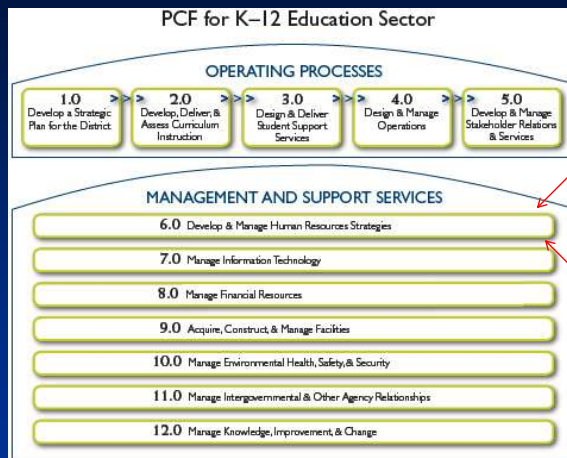 PCF for K–12 Education Sector
OPERATING PROCESSES
1.0 >>> 2.0 >>> 3.0 >>> 4.0 >>> 5.0
Develop a Strategic
Plan for the District
Develop, Deliver, &
Assess Curriculum
Instruction
Design & Deliver
Student Support
Services
Design & Manage
Operations
Develop & Manage
Stakeholder Relations
& Services
MANAGEMENT AND SUPPORT SERVICES
6.0 Develop & Manage Human Resources Strategies
7.0 Manage Information Technology
8.0 Manage Financial Resources
9.0 Acquire, Construct, & Manage Facilities
10.0 Manage Environmental Health, Safety, & Security
11.0 Manage Intergovernmental & Other Agency Relationships
12.0 Manage Knowledge, Improvement, & Change